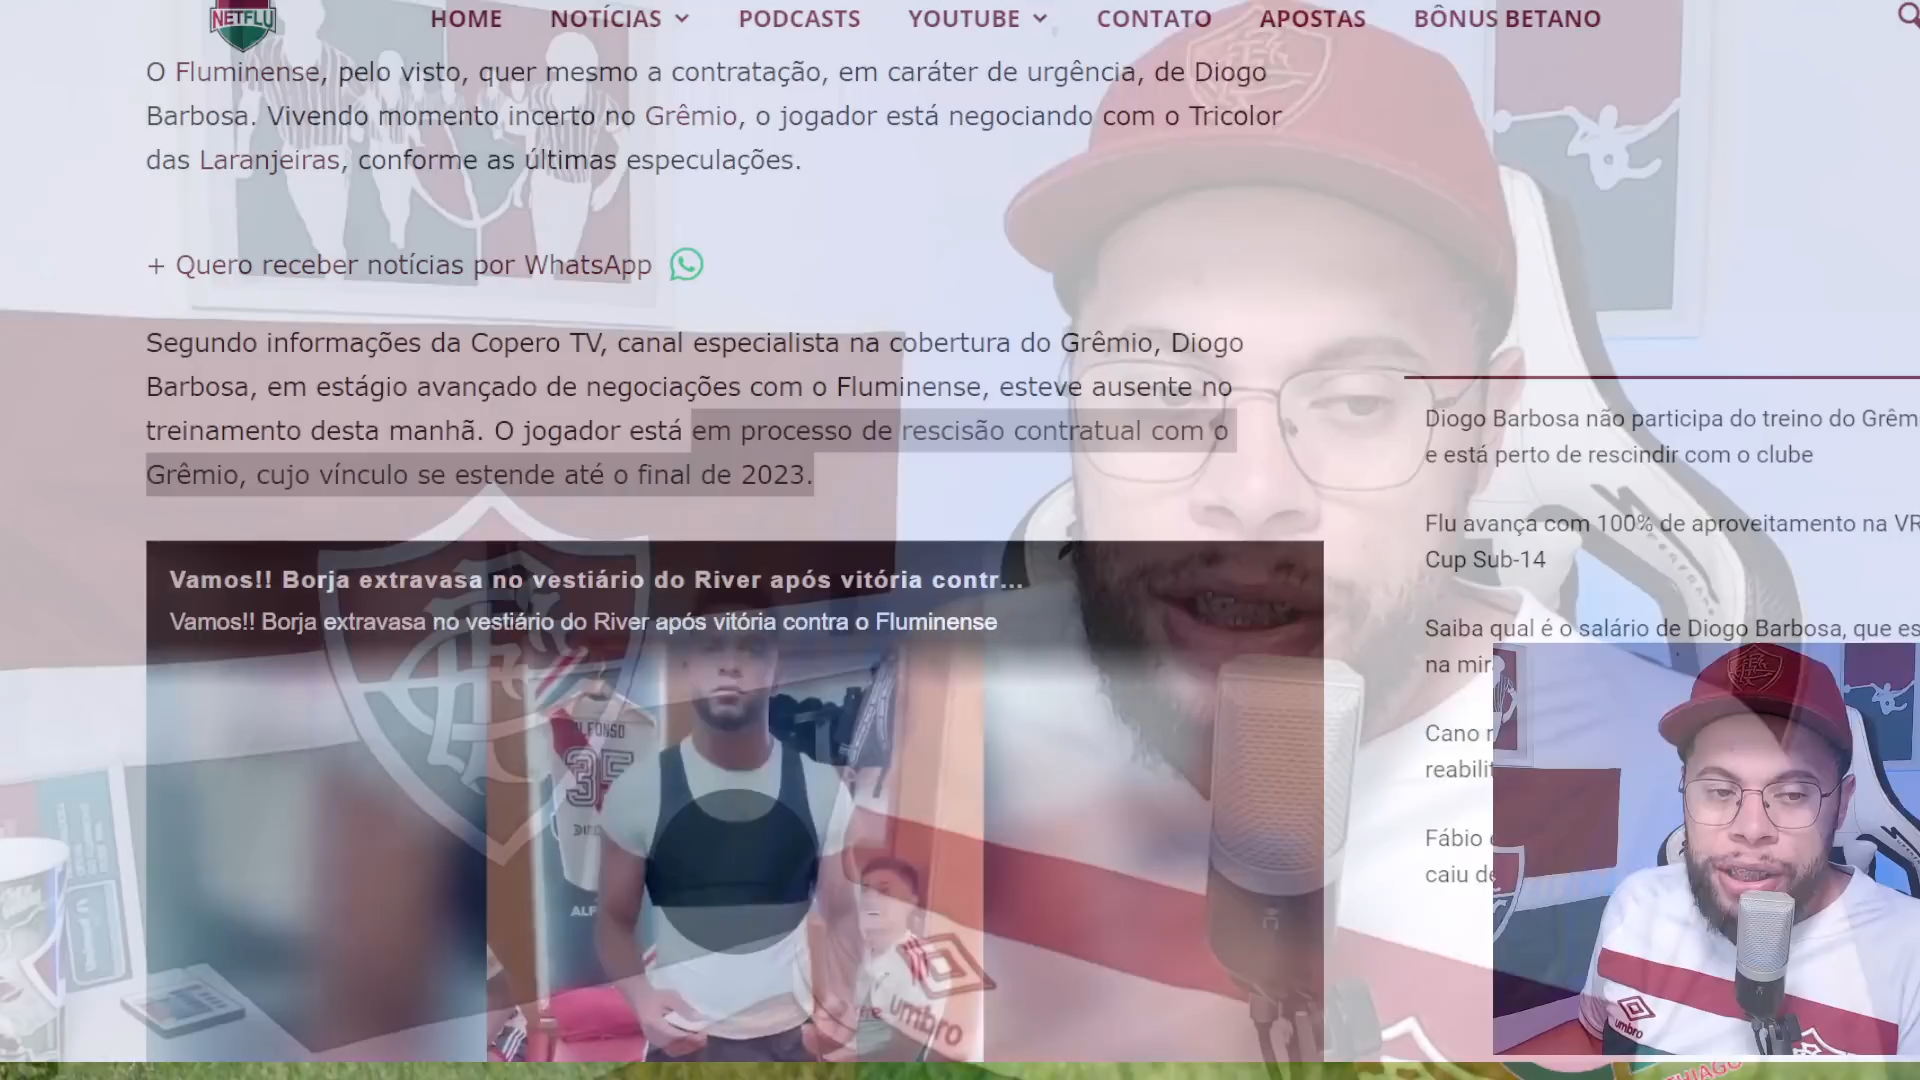 NETFLU
HOME NOTÍCIAS PODCASTS YOUTUBE CONTATO APOSTAS BÔNUS BETANO
O Fluminense, pelo visto, quer mesmo a contratação, em caráter de urgência, de Diogo
Barbosa. Vivendo momento incerto no Grêmio, o jogador está negociando com o Tricolor
das Laranjeiras, conforme as últimas especulações.
+ Quero receber notícias por WhatsApp
Segundo informações da Copero TV, canal especialista na cobertura do Grêmio, Diogo
Barbosa, em estágio avançado de negociações com o Fluminense, esteve ausente no
treinamento desta manhã. O jogador está em processo de rescisão contratual com o
Grêmio, cujo vínculo se estende até o final de 2023.
Vamos!! Borja extravasa no vestiário do River após vitória contr...
Vamos!! Borja extravasa no vestiário do River após vitória contra o Fluminense
35
umbro
Diogo Barbosa não participa do treino do Grêm
e está perto de rescindir com o clube
Flu avança com 100% de aproveitamento na VR
Cup Sub-14
Saiba qual é o salário de Diogo Barbosa, que es
na mir
Cano r
reabilit
Fábio
caiu de
umbro
THIAGO